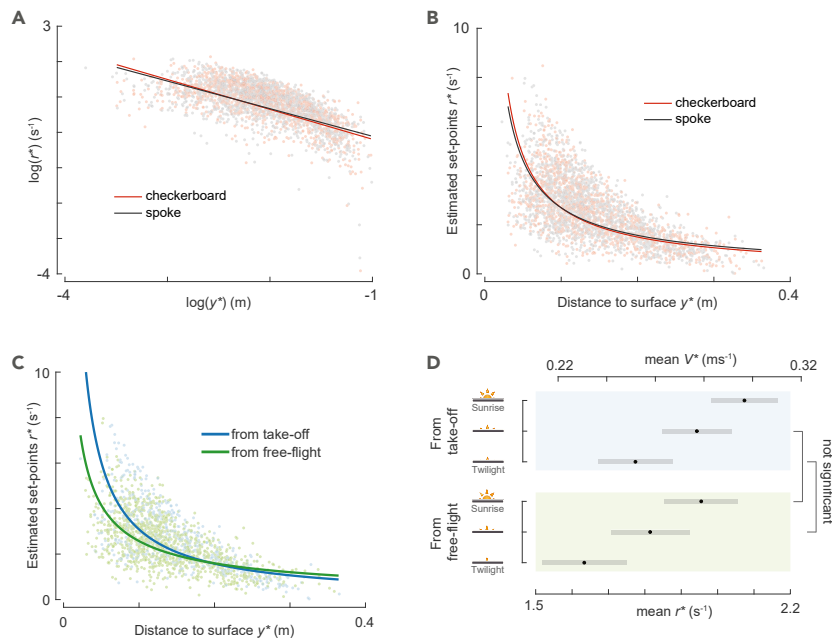 A
3
log(r*) (s-1)
checkerboard
spoke
-4
-4
log(y*) (m)
-1
B
10
Estimated set-points r* (s-1)
checkerboard
spoke
0
0
Distance to surface y* (m)
0.4
C
10
Estimated set-points r* (s-1)
from take-off
from free-flight
0
0
Distance to surface y* (m)
0.4
D
mean V* (ms-1)
0.22
0.32
From
take-off
Sunrise
Twilight
From
free-flight
Sunrise
Twilight
not significant
1.5
mean r* (s-1)
2.2